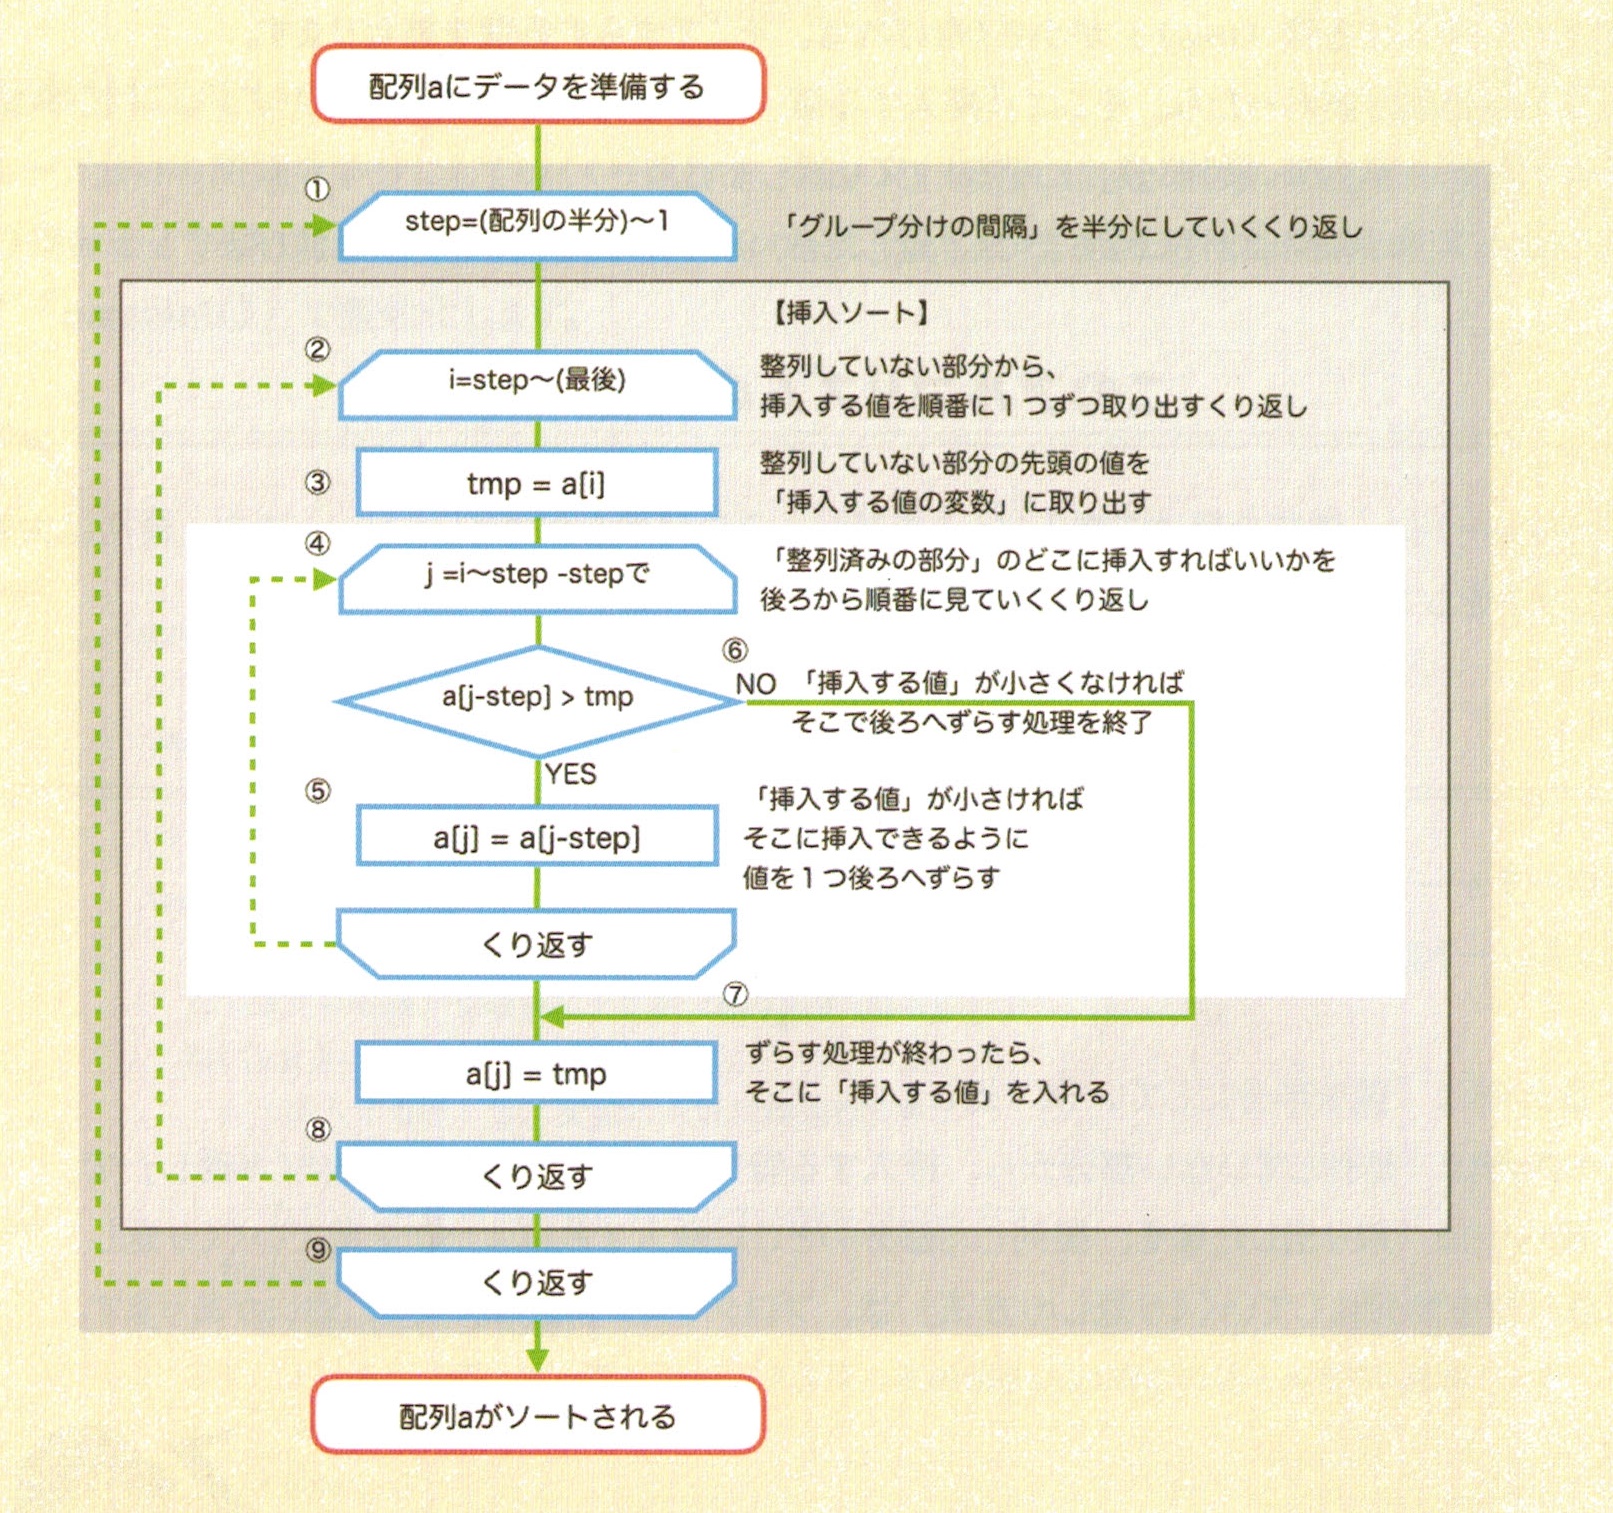 配列aにデータを準備する
①
step=(配列の半分)〜1
「グループ分けの間隔」を半分にしていくくり返し
【挿入ソート】
②
i=step〜(最後)
整列していない部分から、
挿入する値を順番に1つずつ取り出すくり返し
③
tmp = a[i]
整列していない部分の先頭の値を
「挿入する値の変数」に取り出す
④
j =i〜step -stepで
「整列済みの部分」のどこに挿入すればいいかを
後ろから順番に見ていくくり返し
a[j-step] > tmp
⑥
NO 「挿入する値」が小さくなければ
そこで後ろへずらす処理を終了
YES
⑤
a[j] = a[j-step]
「挿入する値」が小さければ
そこに挿入できるように
値を1つ後ろへずらす
くり返す
⑦
a[j] = tmp
ずらす処理が終わったら、
そこに「挿入する値」を入れる
⑧
くり返す
⑨
くり返す
配列aがソートされる